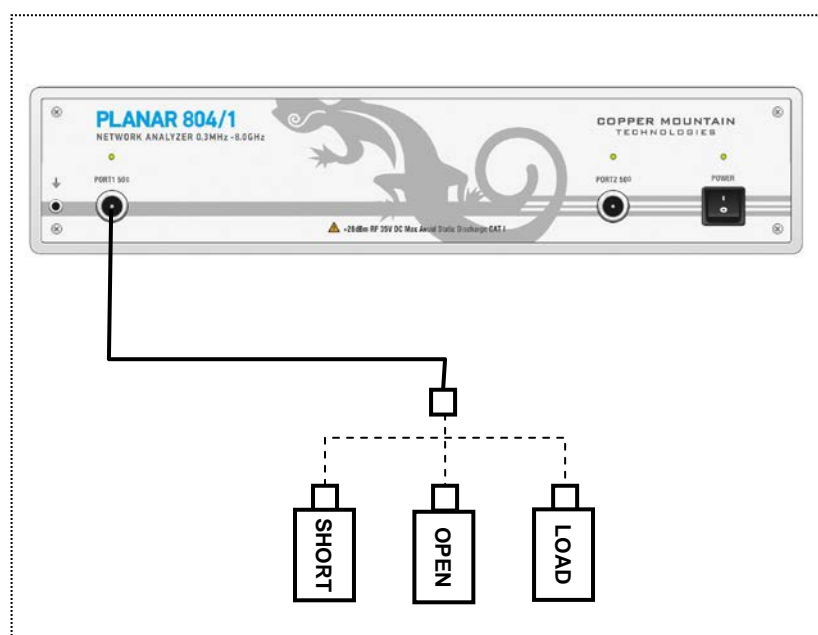 PLANAR 804/1
NETWORK ANALYZER 0.3MHz -8.0GHz
COPPER MOUNTAIN
TECHNOLOGIES
PORT1 50Ω
PORT2 50Ω
POWER
+26dBm RF 35V DC Max Avoid Static Discharge CAT I
SHORT
OPEN
LOAD